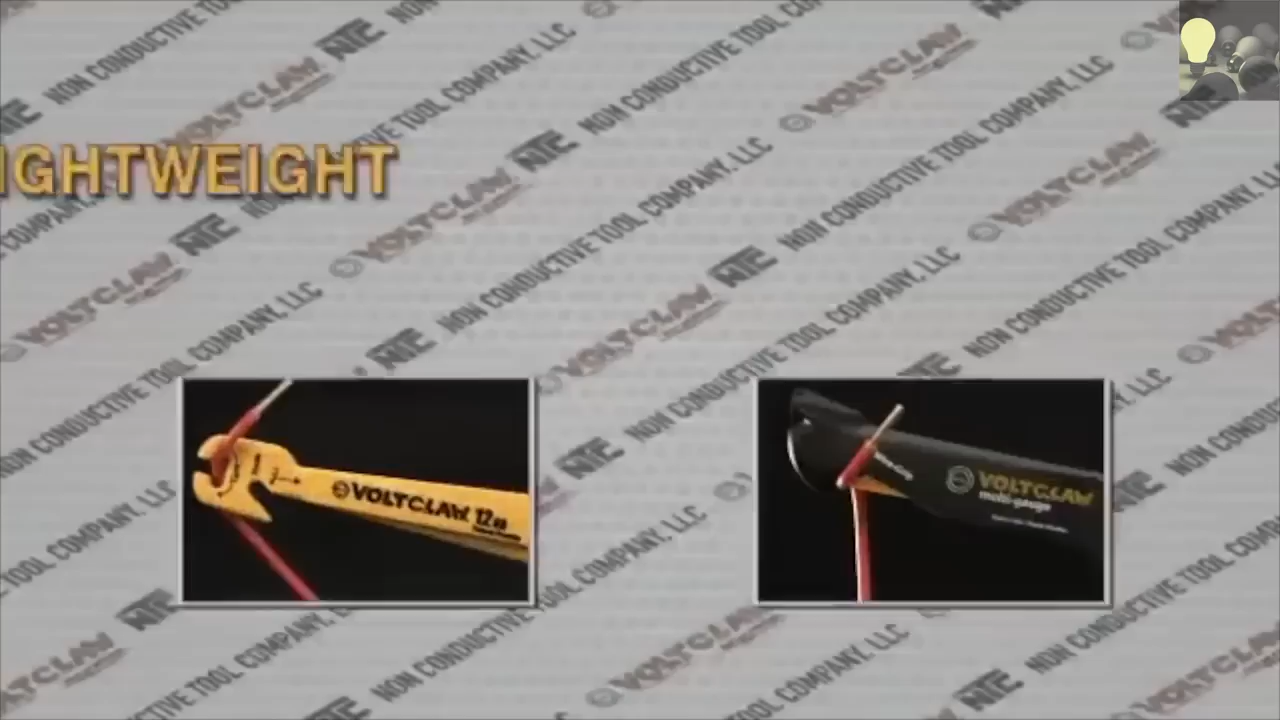 IGHTWEIGHT
NTC NON CONDUCTIVE TOOL COMPANY, LLC
VOLTCLAW
VOLTCLAW 12
VOLTCLAW
multi-gauge